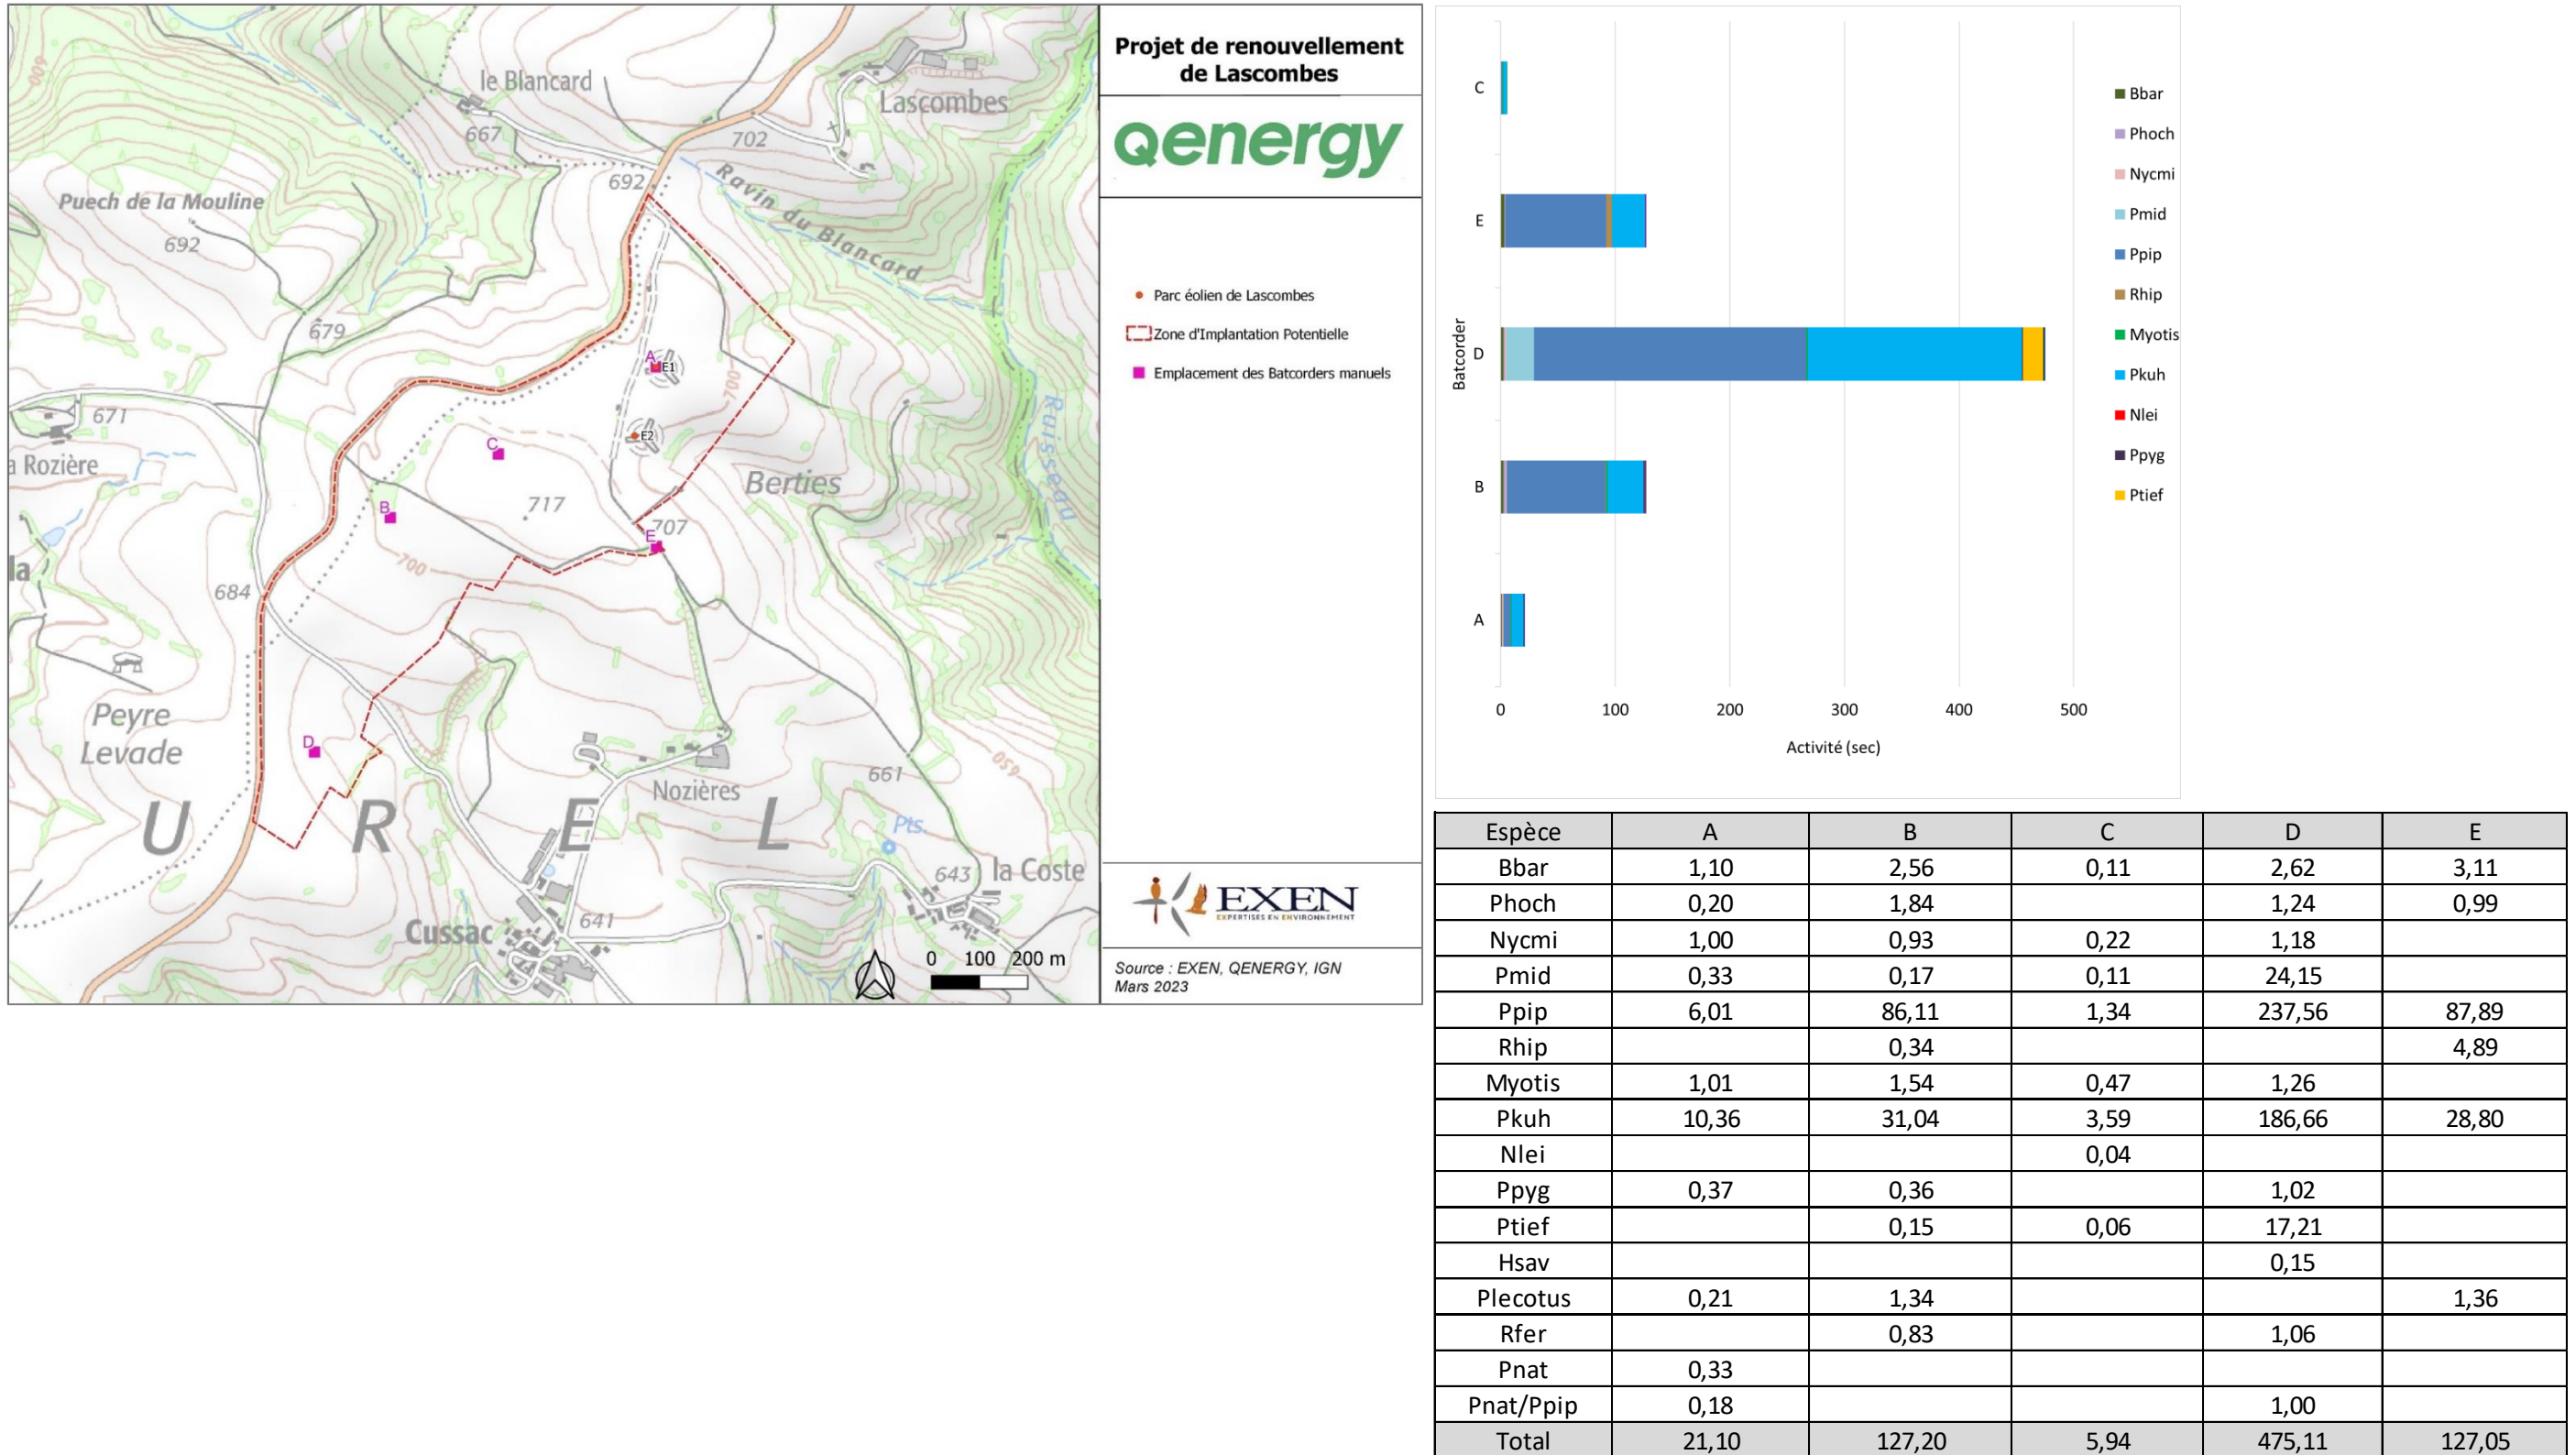 le Blancard
667
Lascombes
702
692
Ravin du Blancard
Puech de la Mouline
692
679
A
E1
700
E2
671
C
a Rozière
Ruisseau
Berties
B
717
707
E
700
la
684
Peyre
Levade
D
650
661
Nozières
U R E L
Pts.
643
la Coste
641
Cussac
0 100 200 m
Projet de renouvellement
de Lascombes
Qenergy
Parc éolien de Lascombes
Zone d'Implantation Potentielle
Emplacement des Batcorders manuels
EXEN
EXPERTISES EN ENVIRONNEMENT
Source : EXEN, QENERGY, IGN
Mars 2023
C
E
D
B
A
Batcorder
0 100 200 300 400 500
Activité (sec)
Bbar
Phoch
Nycmi
Pmid
Ppip
Rhip
Myotis
Pkuh
Nlei
Ppyg
Ptief
Espèce A B C D E
Bbar 1,10 2,56 0,11 2,62 3,11
Phoch 0,20 1,84 1,24 0,99
Nycmi 1,00 0,93 0,22 1,18
Pmid 0,33 0,17 0,11 24,15
Ppip 6,01 86,11 1,34 237,56 87,89
Rhip 0,34 4,89
Myotis 1,01 1,54 0,47 1,26
Pkuh 10,36 31,04 3,59 186,66 28,80
Nlei 0,04
Ppyg 0,37 0,36 1,02
Ptief 0,15 0,06 17,21
Hsav 0,15
Plecotus 0,21 1,34 1,36
Rfer 0,83 1,06
Pnat 0,33
Pnat/Ppip 0,18 1,00
Total 21,10 127,20 5,94 475,11 127,05